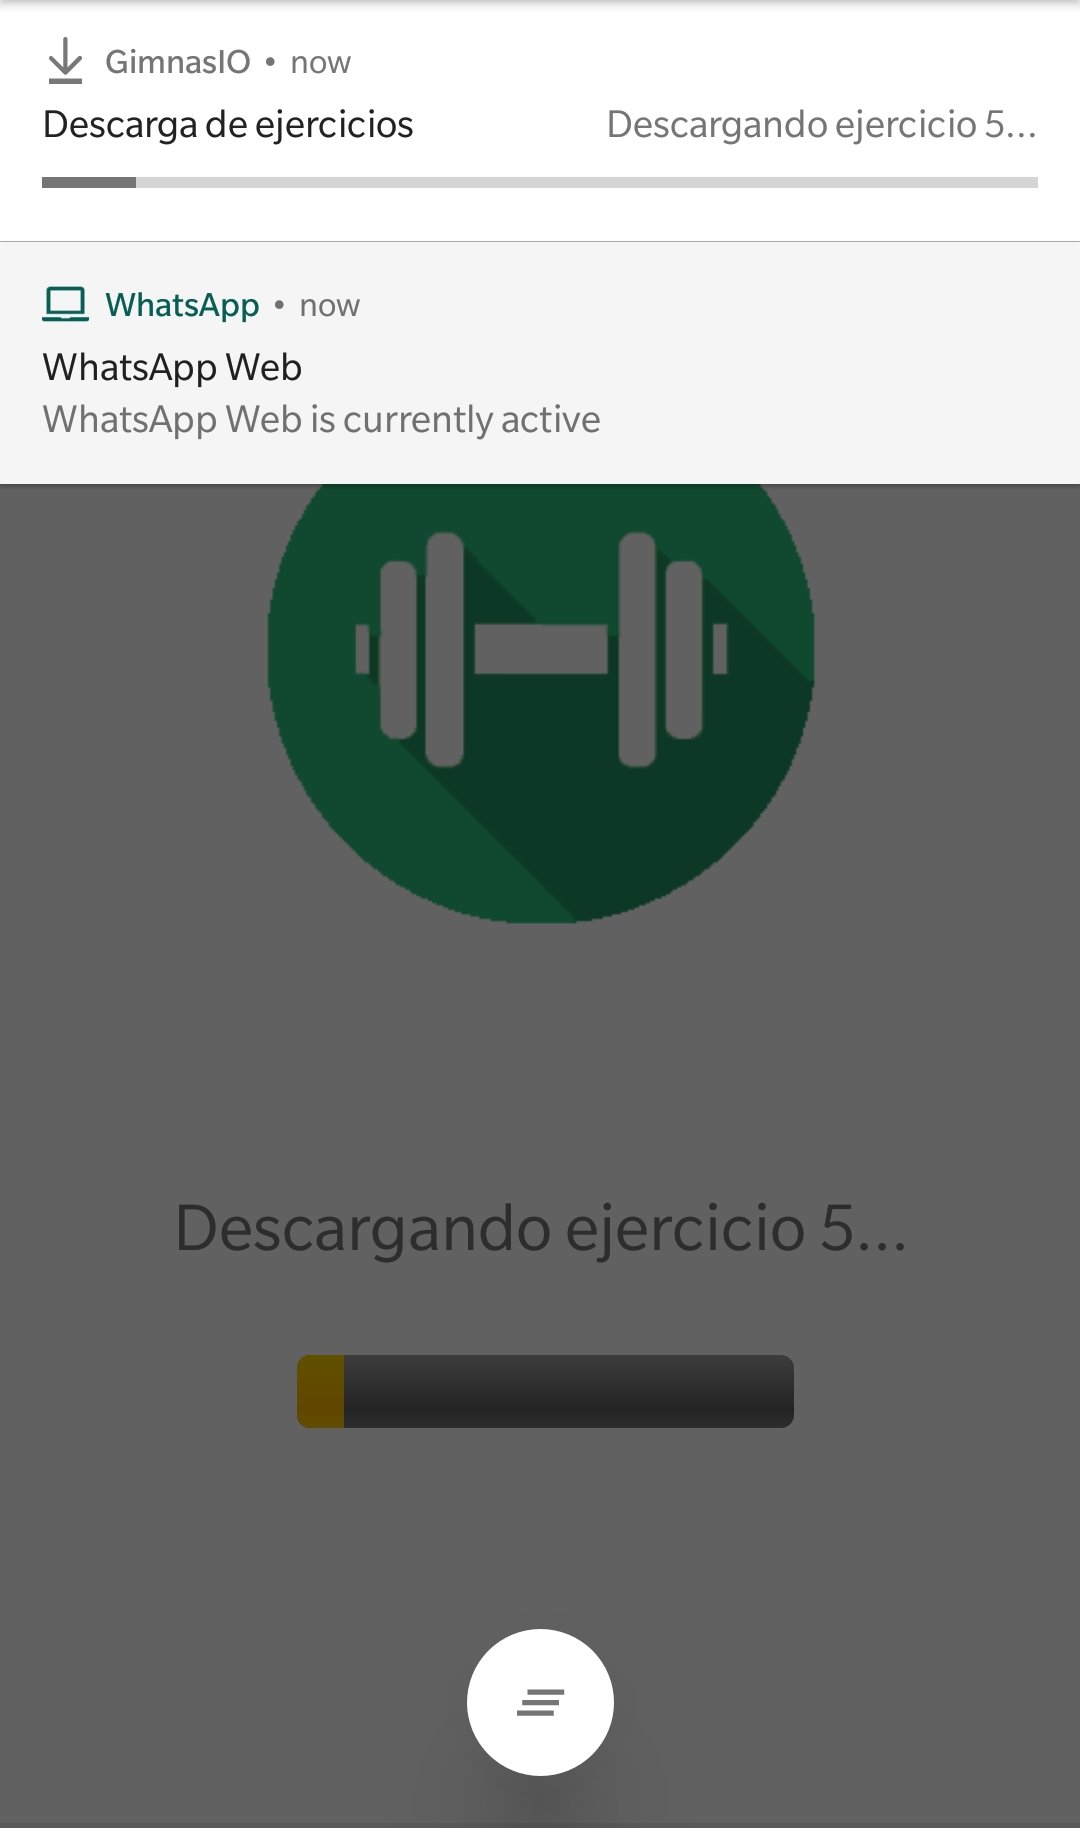 GimnasIO • now
Descarga de ejercicios Descargando ejercicio 5...
WhatsApp • now
WhatsApp Web
WhatsApp Web is currently active
Descargando ejercicio 5...